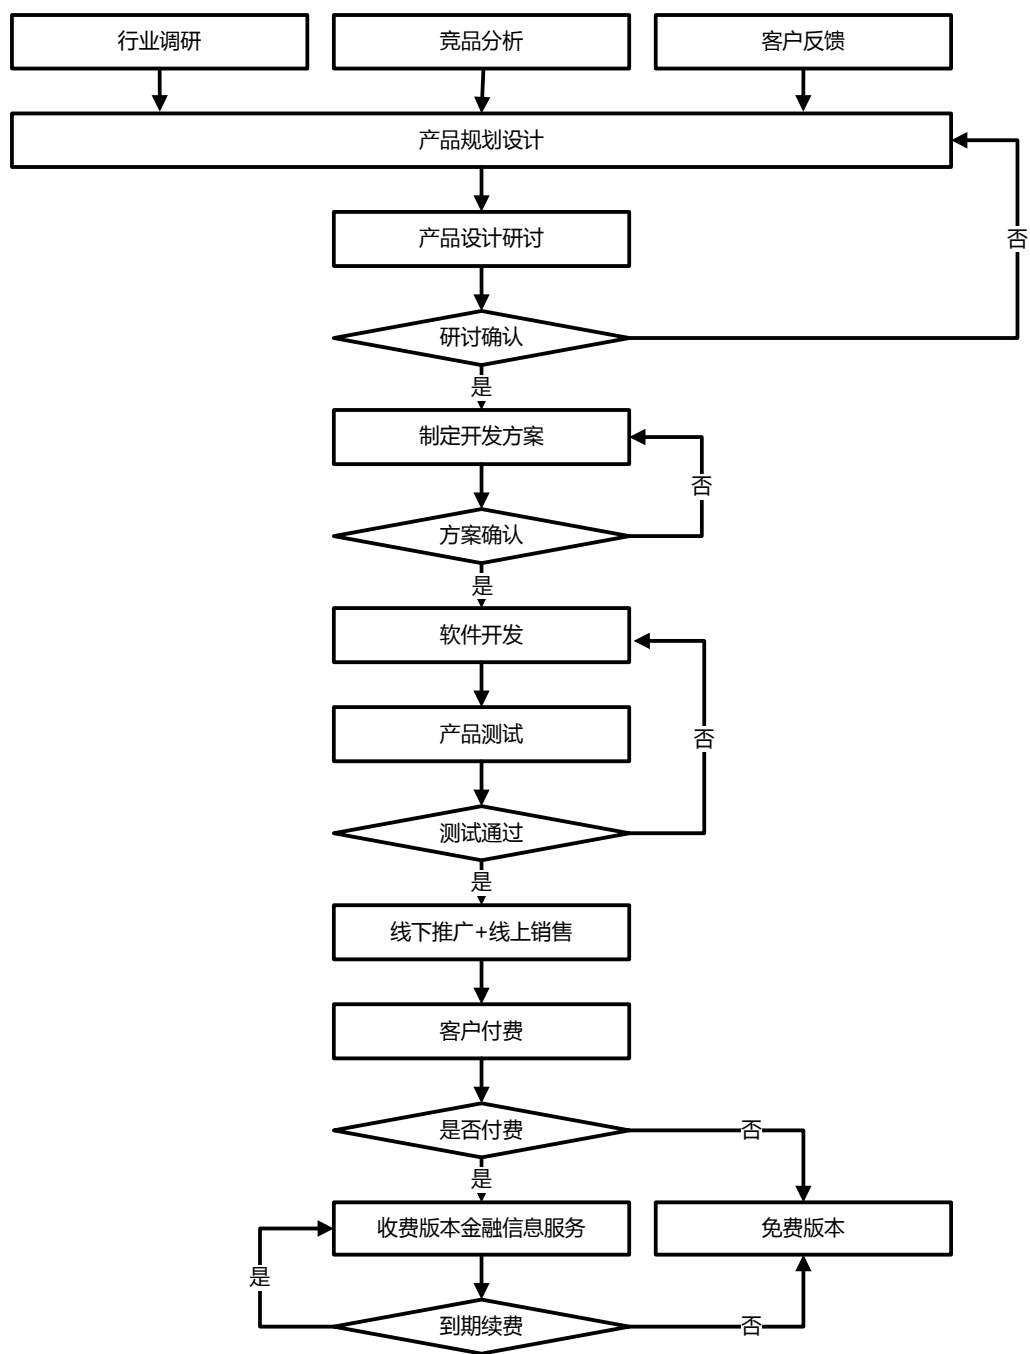 行业调研
竞品分析
客户反馈
产品规划设计
产品设计研讨
否
研讨确认
是
制定开发方案
否
方案确认
是
软件开发
产品测试
否
测试通过
是
线下推广+线上销售
客户付费
是否付费
否
是
收费版本金融信息服务
免费版本
是
到期续费
否